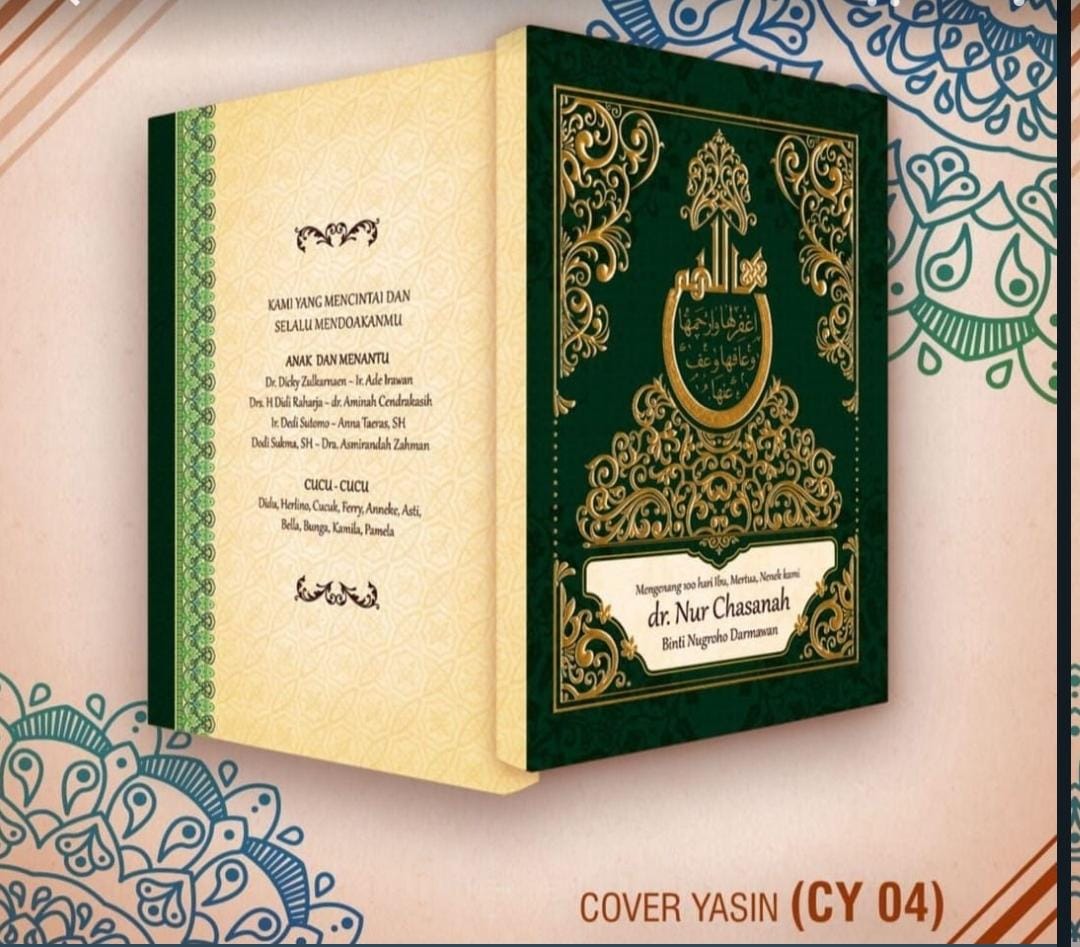 KAMI YANG MENCINTAI DAN
SELALU MENDOAKANMU
ANAK DAN MENANTU
Dr. Dicky Zulkarnaen ~ Ir. Ade Irawan
Drs. H Didi Raharja ~ dr. Aminah Cendrakasih
Ir. Dedi Sutomo ~ Anna Taeras, SH
Dodi Sukma, SH ~ Dra. Asmirandah Zahman
CUCU - CUCU
Didu, Herlino, Cucuk, Ferry, Anneke, Asti,
Bella, Bunga, Kamila, Pamela
اللهم
اغفرلها وارحمها
وعافها وعف
عنها
Mengenang 100 hari Ibu, Mertua, Nenek kami
dr. Nur Chasanah
Binti Nugroho Darmawan
COVER YASIN (CY 04)